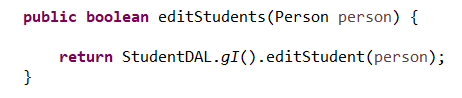 public boolean editStudents(Person person) {
return StudentDAL.gI().editStudent(person);
}